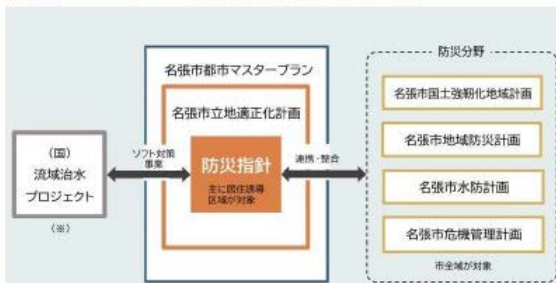 防災分野
名張市都市マスタープラン
名張市国土強靭化地域計画
名張市立地適正化計画
(国)
流域治水
プロジェクト
(※)
ソフト対策
事業
防災指針
主に居住誘導
区域が対象
連携・整合
名張市地域防災計画
名張市水防計画
名張市危機管理計画
市全域が対象